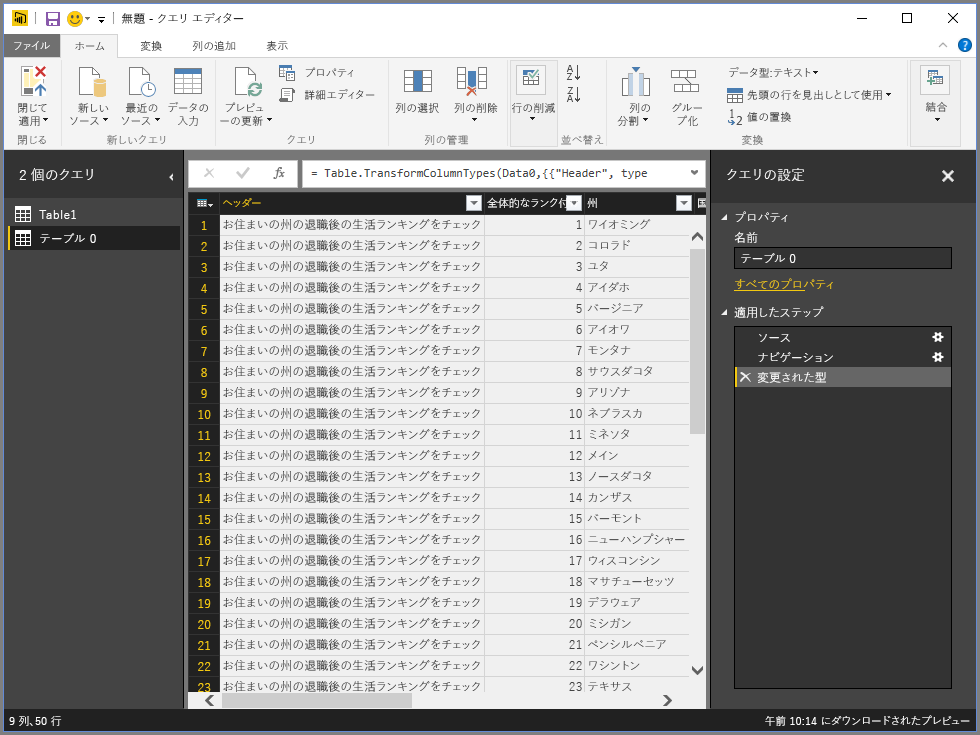 無題 - クエリ エディター
ファイル ホーム 変換 列の追加 表示
閉じて適用 新しいソース 最近のソース データの入力 プレビューの更新 プロパティ 詳細エディター 列の選択 列の削除 行の削減 列の分割 グループ化 データ型:テキスト 先頭の行を見出しとして使用 値の置換 結合
閉じる 新しいクエリ クエリ 列の管理 並べ替え 変換
2 個のクエリ
Table1
テーブル 0
fx = Table.TransformColumnTypes(Data0,{{"Header", type
ヘッダー 全体的なランク付 州 国
1 お住まいの州の退職後の生活ランキングをチェック 1 ワイオミング
2 お住まいの州の退職後の生活ランキングをチェック 2 コロラド
3 お住まいの州の退職後の生活ランキングをチェック 3 ユタ
4 お住まいの州の退職後の生活ランキングをチェック 4 アイダホ
5 お住まいの州の退職後の生活ランキングをチェック 5 バージニア
6 お住まいの州の退職後の生活ランキングをチェック 6 アイオワ
7 お住まいの州の退職後の生活ランキングをチェック 7 モンタナ
8 お住まいの州の退職後の生活ランキングをチェック 8 サウスダコタ
9 お住まいの州の退職後の生活ランキングをチェック 9 アリゾナ
10 お住まいの州の退職後の生活ランキングをチェック 10 ネブラスカ
11 お住まいの州の退職後の生活ランキングをチェック 11 ミネソタ
12 お住まいの州の退職後の生活ランキングをチェック 12 メイン
13 お住まいの州の退職後の生活ランキングをチェック 13 ノースダコタ
14 お住まいの州の退職後の生活ランキングをチェック 14 カンザス
15 お住まいの州の退職後の生活ランキングをチェック 15 バーモント
16 お住まいの州の退職後の生活ランキングをチェック 16 ニューハンプシャー
17 お住まいの州の退職後の生活ランキングをチェック 17 ウィスコンシン
18 お住まいの州の退職後の生活ランキングをチェック 18 マサチューセッツ
19 お住まいの州の退職後の生活ランキングをチェック 19 デラウェア
20 お住まいの州の退職後の生活ランキングをチェック 20 ミシガン
21 お住まいの州の退職後の生活ランキングをチェック 21 ペンシルベニア
22 お住まいの州の退職後の生活ランキングをチェック 22 ワシントン
23 お住まいの州の退職後の生活ランキングをチェック 23 テキサス
クエリの設定
プロパティ
名前
テーブル 0
すべてのプロパティ
適用したステップ
ソース
ナビゲーション
変更された型
9 列、50 行 午前 10:14 にダウンロードされたプレビュー